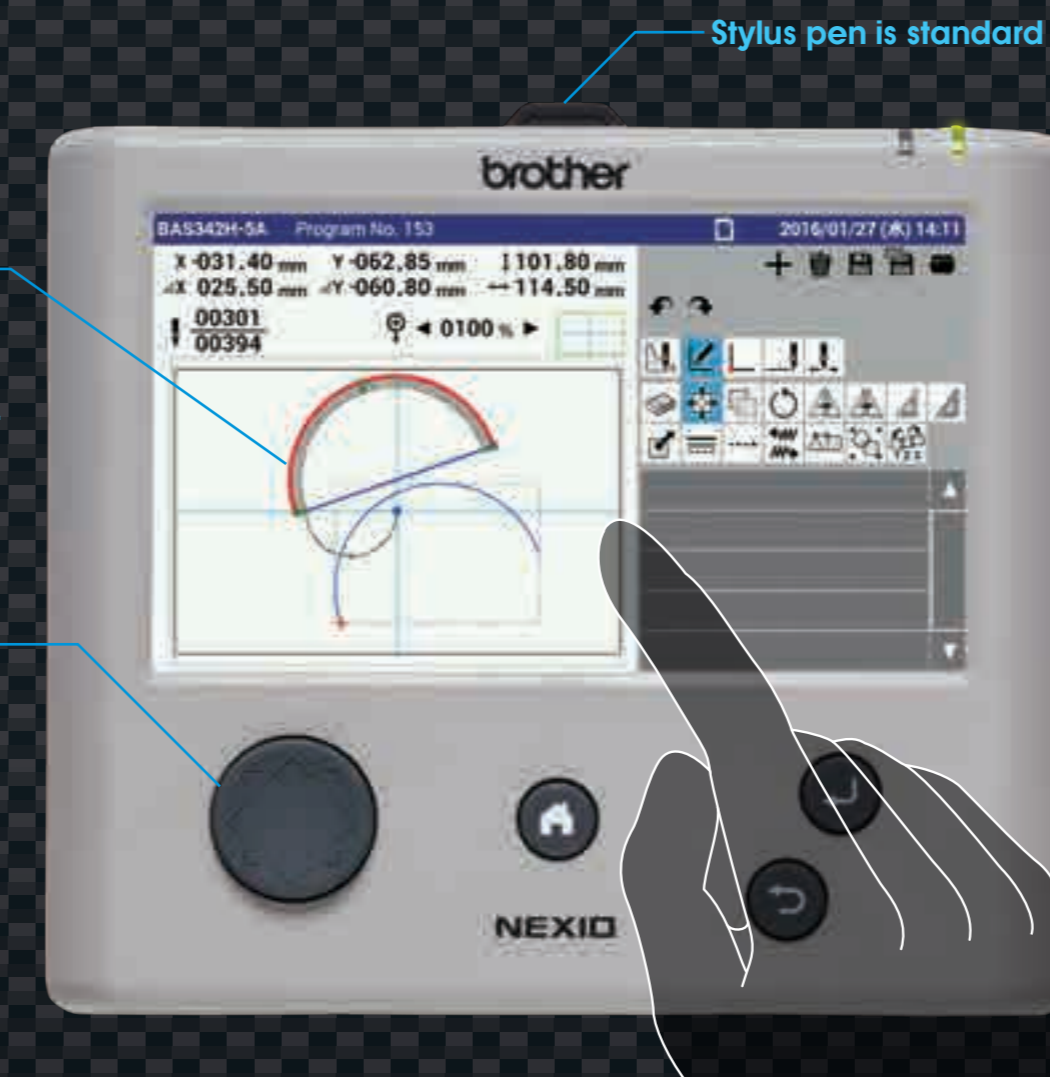 Stylus pen is standard
brother
BAS342H-5A Program No. 153 2016/01/27 (水) 14:11
X -031.40 mm Y -062.85 mm ↕101.80 mm
⊿X 025.50 mm ⊿Y -060.80 mm ↔114.50 mm
00301
00394
◄ 0100 % ►
NEXIO